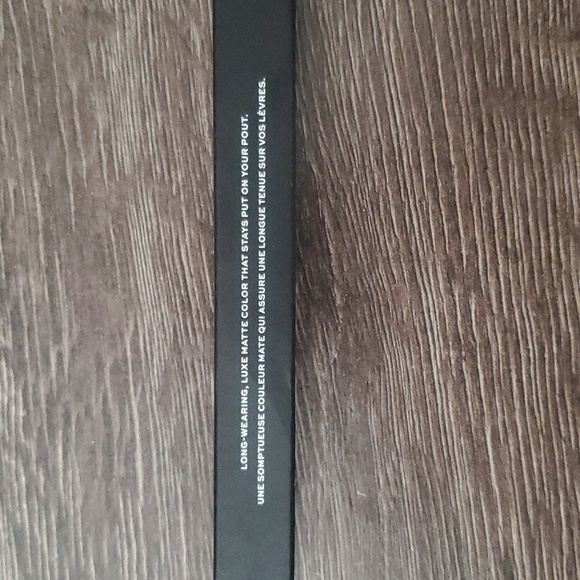 LONG-WEARING, LUXE MATTE COLOR THAT STAYS PUT ON YOUR POUT.
UNE SOMPTUEUSE COULEUR MATE QUI ASSURE UNE LONGUE TENUE SUR VOS LÈVRES.